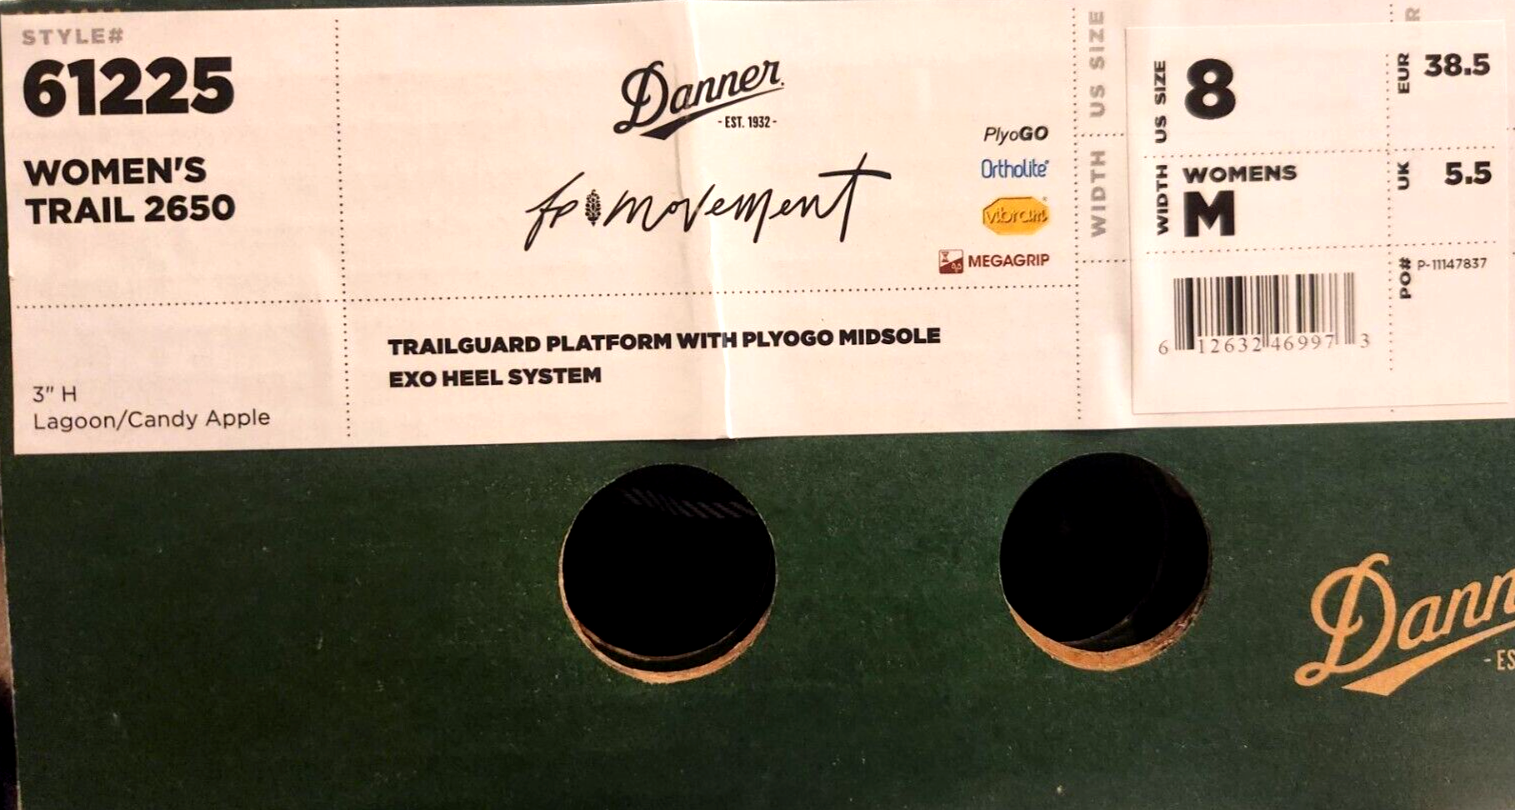 STYLE#
61225
WOMEN'S
TRAIL 2650
3" H
Lagoon/Candy Apple
Danner
- EST. 1932 -
fp movement
PlyoGO
Ortholite
vibram
MEGAGRIP
TRAILGUARD PLATFORM WITH PLYOGO MIDSOLE
EXO HEEL SYSTEM
US SIZE
WIDTH
US SIZE
8
EUR
38.5
WIDTH
WOMENS
M
UK
5.5
PO# P-11147837
6 12632 46997 3
Dann
- ES